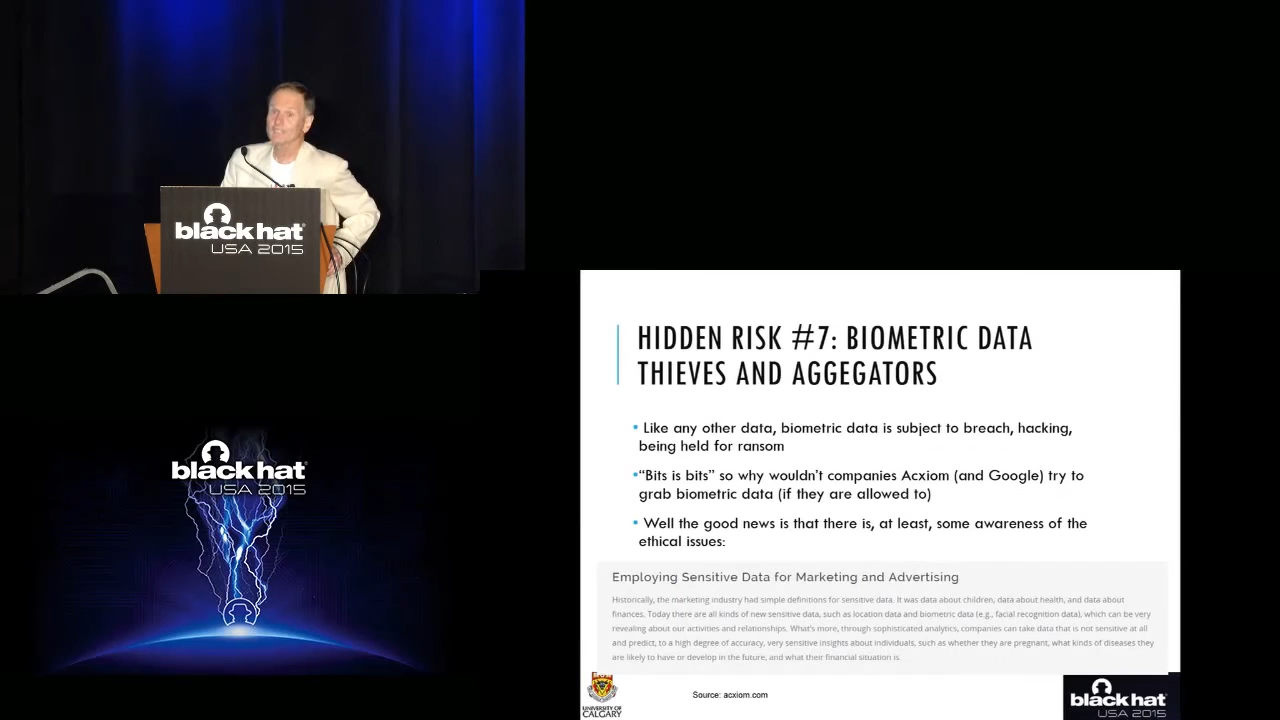 black hat
USA 2015
HIDDEN RISK #7: BIOMETRIC DATA
THIEVES AND AGGEGATORS
• Like any other data, biometric data is subject to breach, hacking,
being held for ransom
•“Bits is bits” so why wouldn’t companies Acxiom (and Google) try to
grab biometric data (if they are allowed to)
• Well the good news is that there is, at least, some awareness of the
ethical issues:
Employing Sensitive Data for Marketing and Advertising
Historically, the marketing industry had simple definitions for sensitive data. It was data about children, data about health, and data about
finances. Today there are all kinds of new sensitive data, such as location data and biometric data (e.g., facial recognition data), which can be very
revealing about our activities and relationships. What's more, through sophisticated analytics, companies can take data that is not sensitive at all
and predict, to a high degree of accuracy, very sensitive insights about individuals, such as whether they are pregnant, what kinds of diseases they
are likely to have or develop in the future, and what their financial situation is.
Source: acxiom.com
UNIVERSITY OF
CALGARY
black hat
USA 2015
black hat
USA 2015